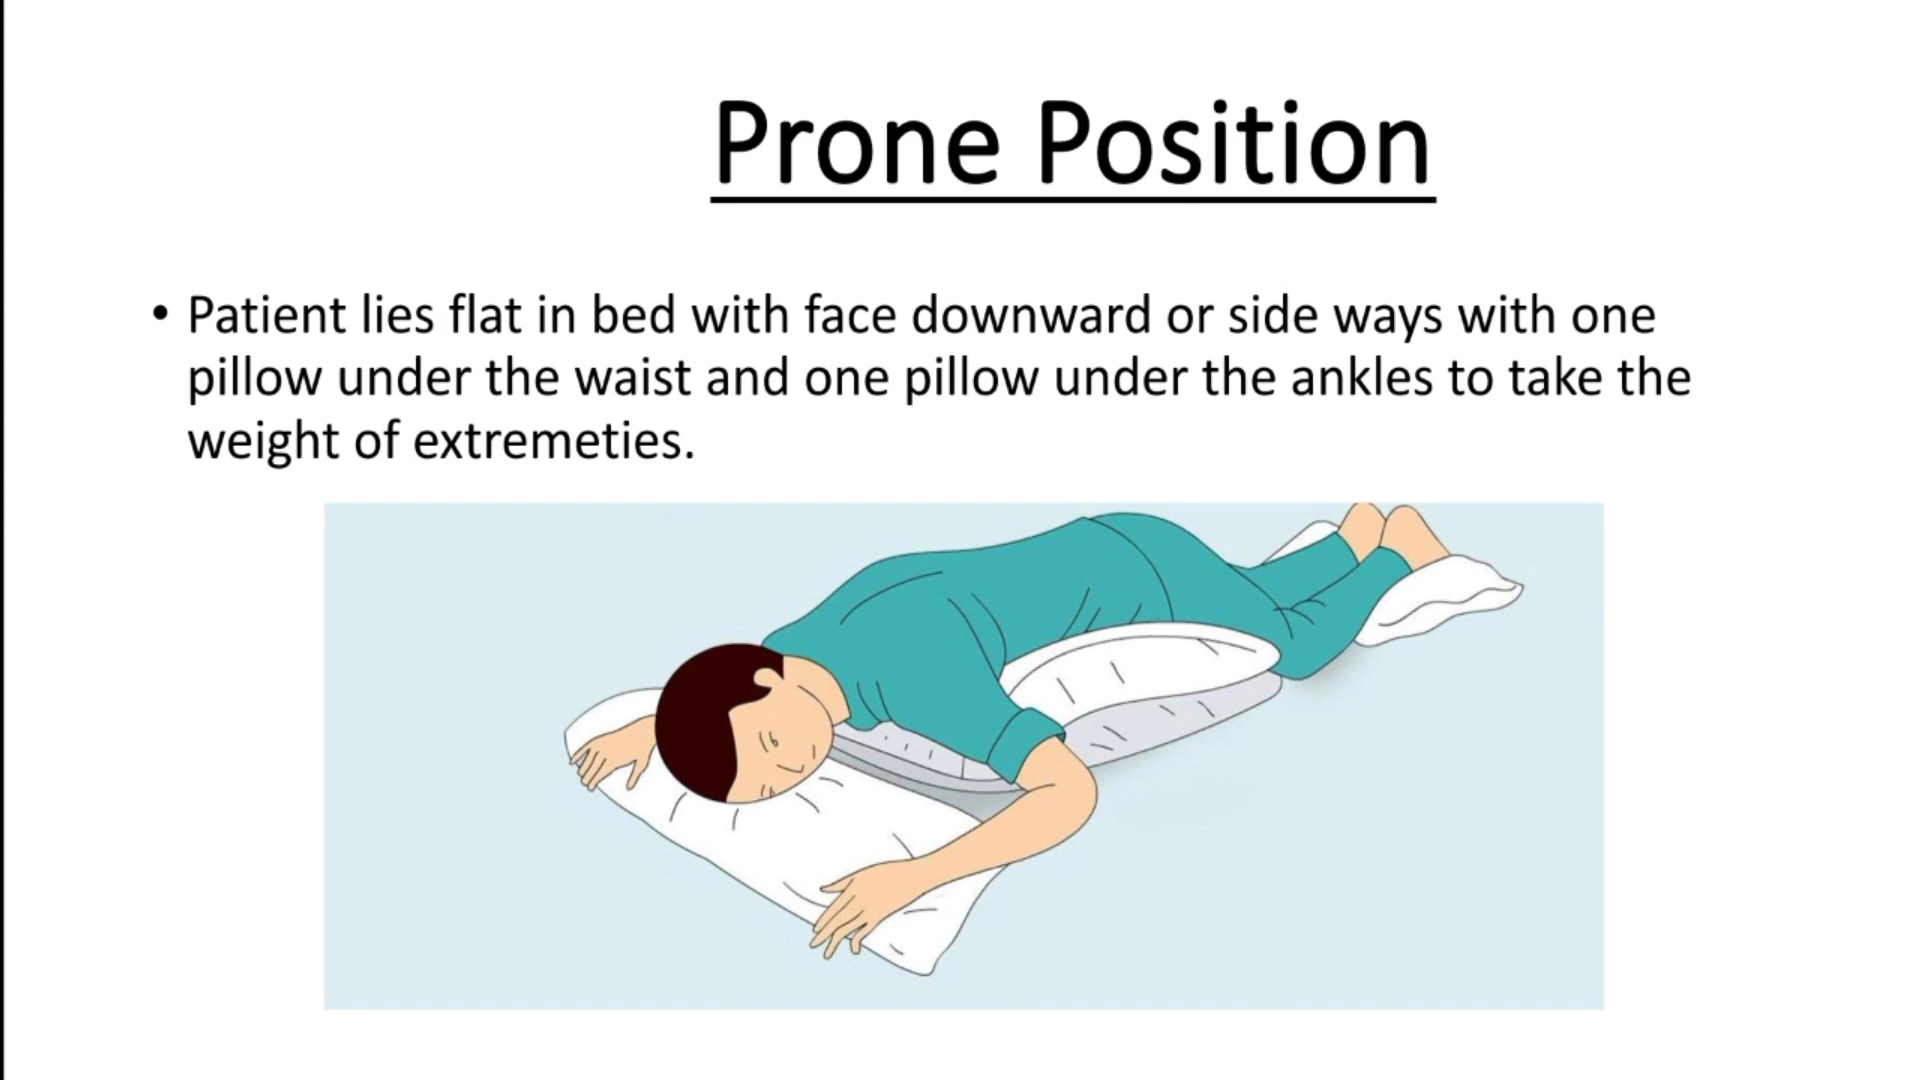 Prone Position
• Patient lies flat in bed with face downward or side ways with one
pillow under the waist and one pillow under the ankles to take the
weight of extremeties.